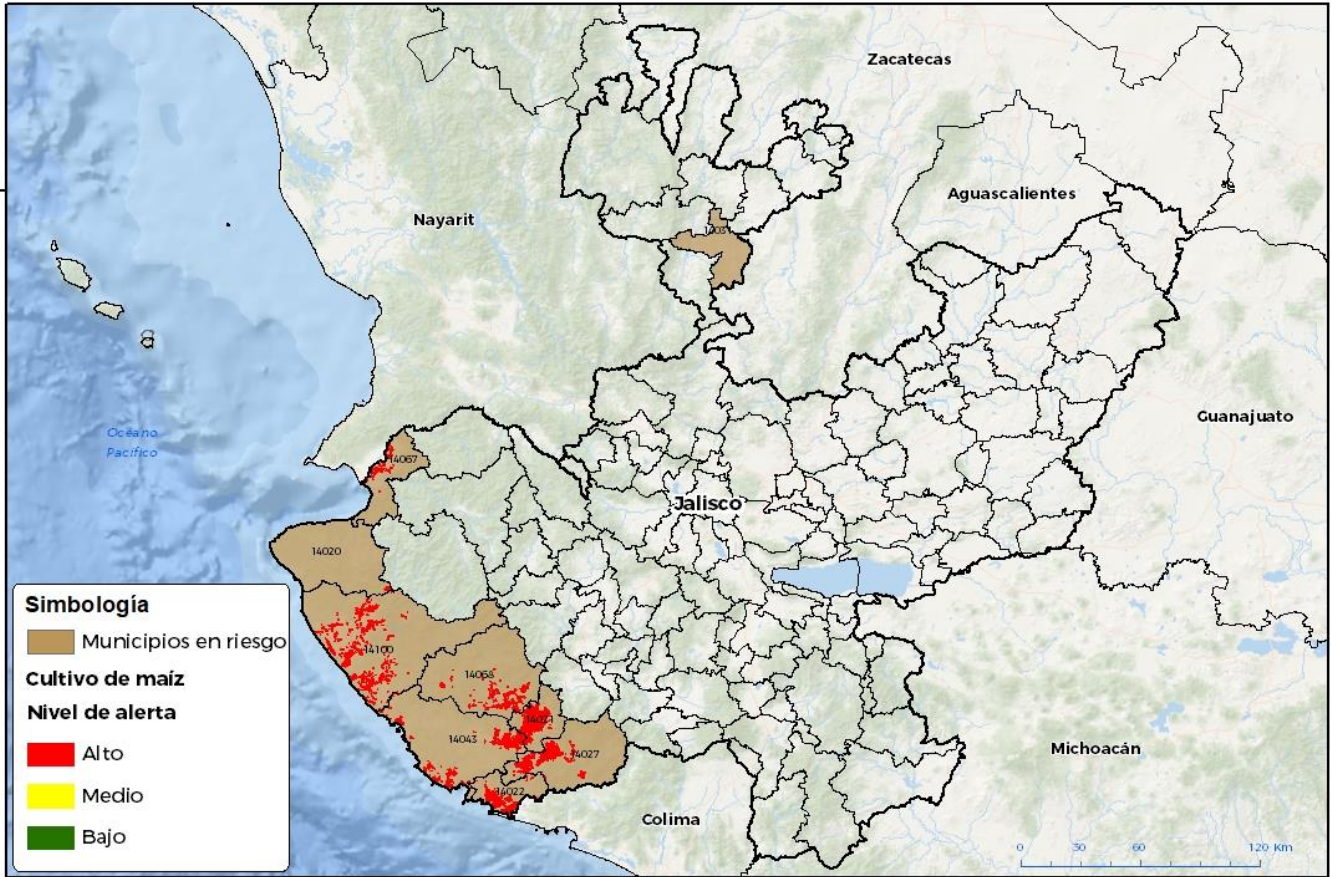 Zacatecas
Aguascalientes
Nayarit
14031
Guanajuato
Océano
Pacífico
14067
Jalisco
14020
14100
14068
14043
14027
14022
Michoacán
Colima
Simbología
Municipios en riesgo
Cultivo de maíz
Nivel de alerta
Alto
Medio
Bajo
0 30 60 120 Km